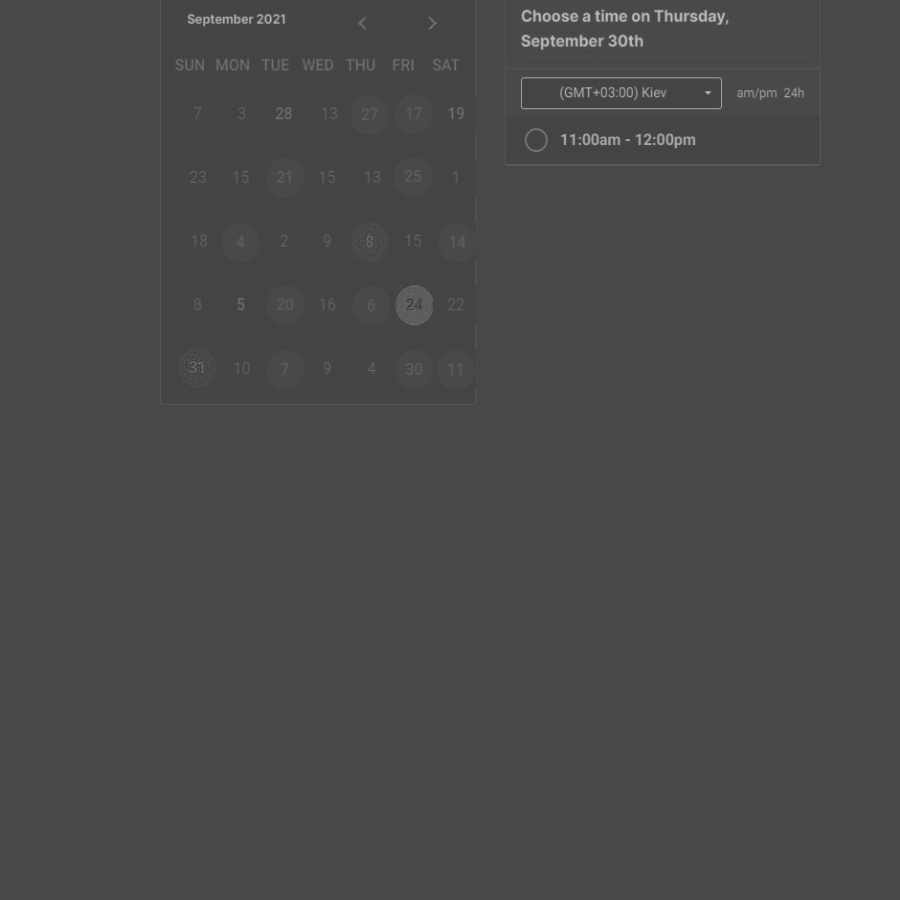 September 2021
SUN MON TUE WED THU FRI SAT
7 3 28 13 27 17 19
23 15 21 15 13 25 1
18 4 2 9 8 15 14
8 5 20 16 6 24 22
31 10 7 9 4 30 11
Choose a time on Thursday,
September 30th
(GMT+03:00) Kiev
am/pm 24h
11:00am - 12:00pm